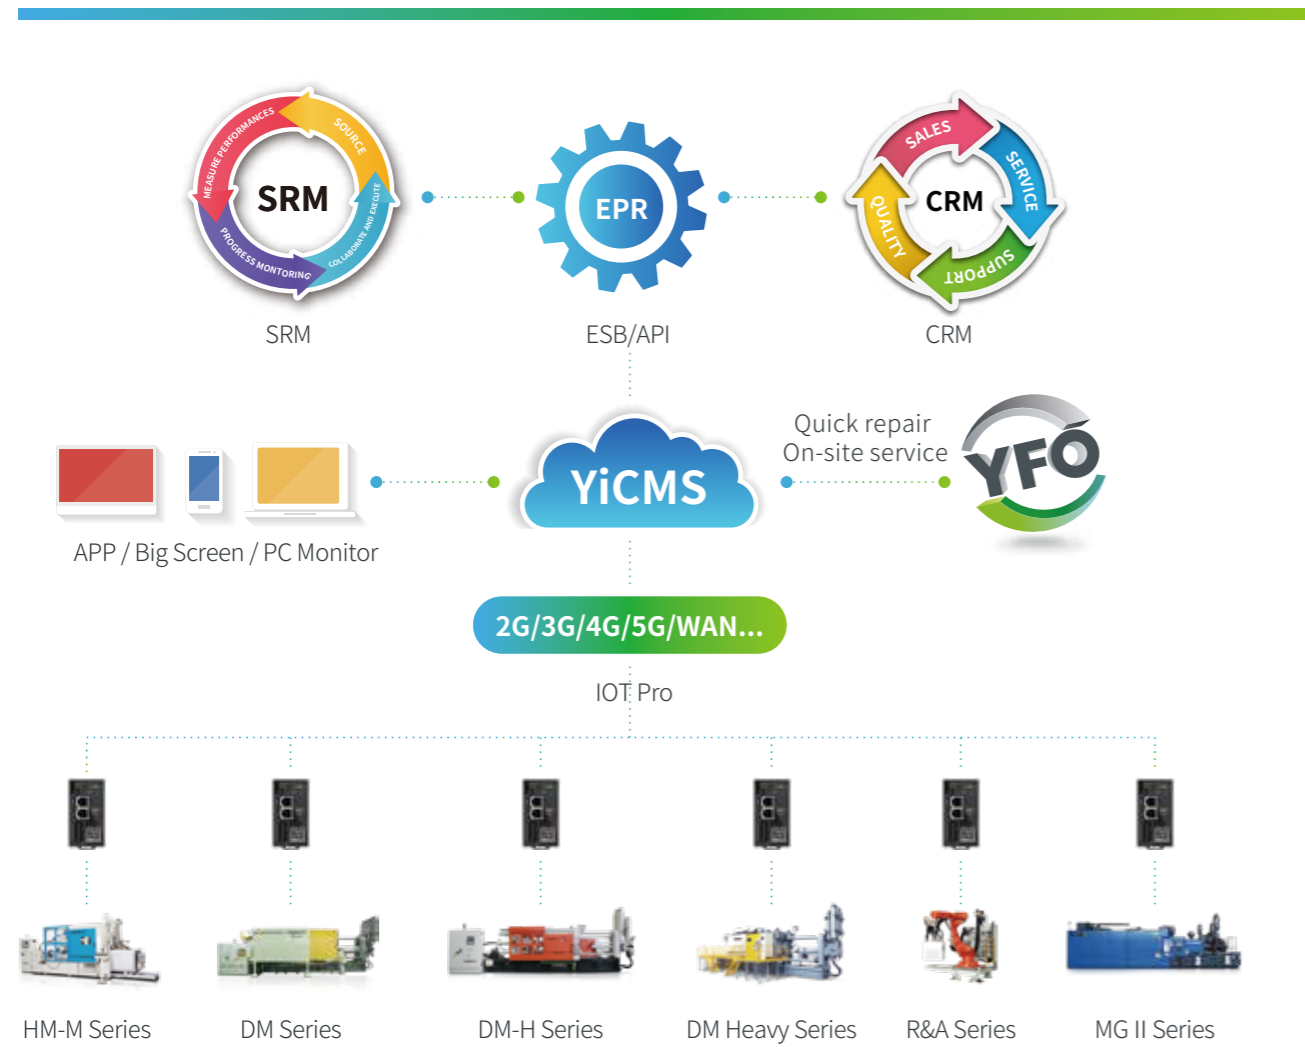 MEASURE PERFORMANCES
SOURCE
SRM
PROGRESS MONTORING
COLLABORATE AND EXECUTE
EPR
SALES
SERVICE
CRM
QUALITY
SUPPORT
SRM
ESB/API
CRM
Quick repair
On-site service
YFO
YiCMS
APP / Big Screen / PC Monitor
2G/3G/4G/5G/WAN...
IOT Pro
HM-M Series
DM Series
DM-H Series
DM Heavy Series
R&A Series
MG II Series